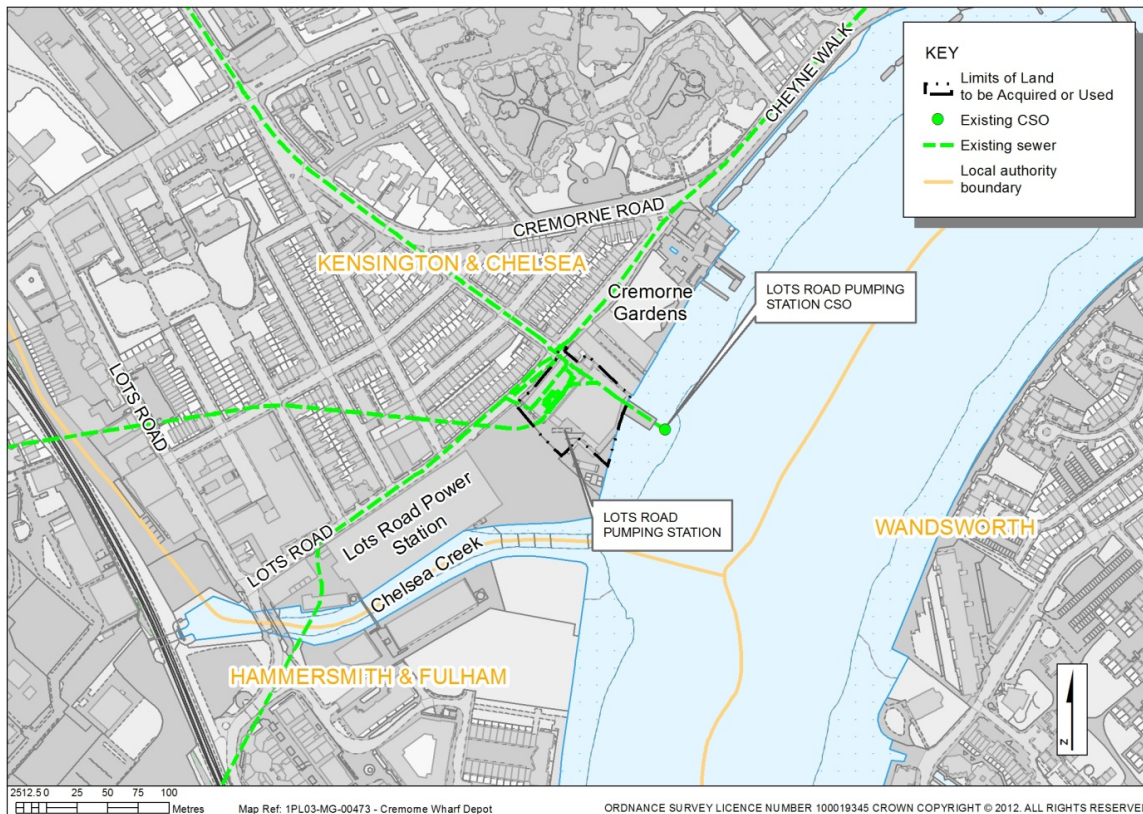 KEY
Limits of Land
to be Acquired or Used
Existing CSO
Existing sewer
Local authority
boundary
CHEYNE WALK
CREMORNE ROAD
KENSINGTON & CHELSEA
Cremorne
Gardens
LOTS ROAD PUMPING
STATION CSO
LOTS ROAD
Lots Road Power
Station
LOTS ROAD
PUMPING STATION
WANDSWORTH
LOTS ROAD
Chelsea Creek
HAMMERSMITH & FULHAM
N
2512.5 0 25 50 75 100
Metres
Map Ref: 1PL03-MG-00473 - Cremorne Wharf Depot
ORDNANCE SURVEY LICENCE NUMBER 100019345 CROWN COPYRIGHT © 2012. ALL RIGHTS RESERVED